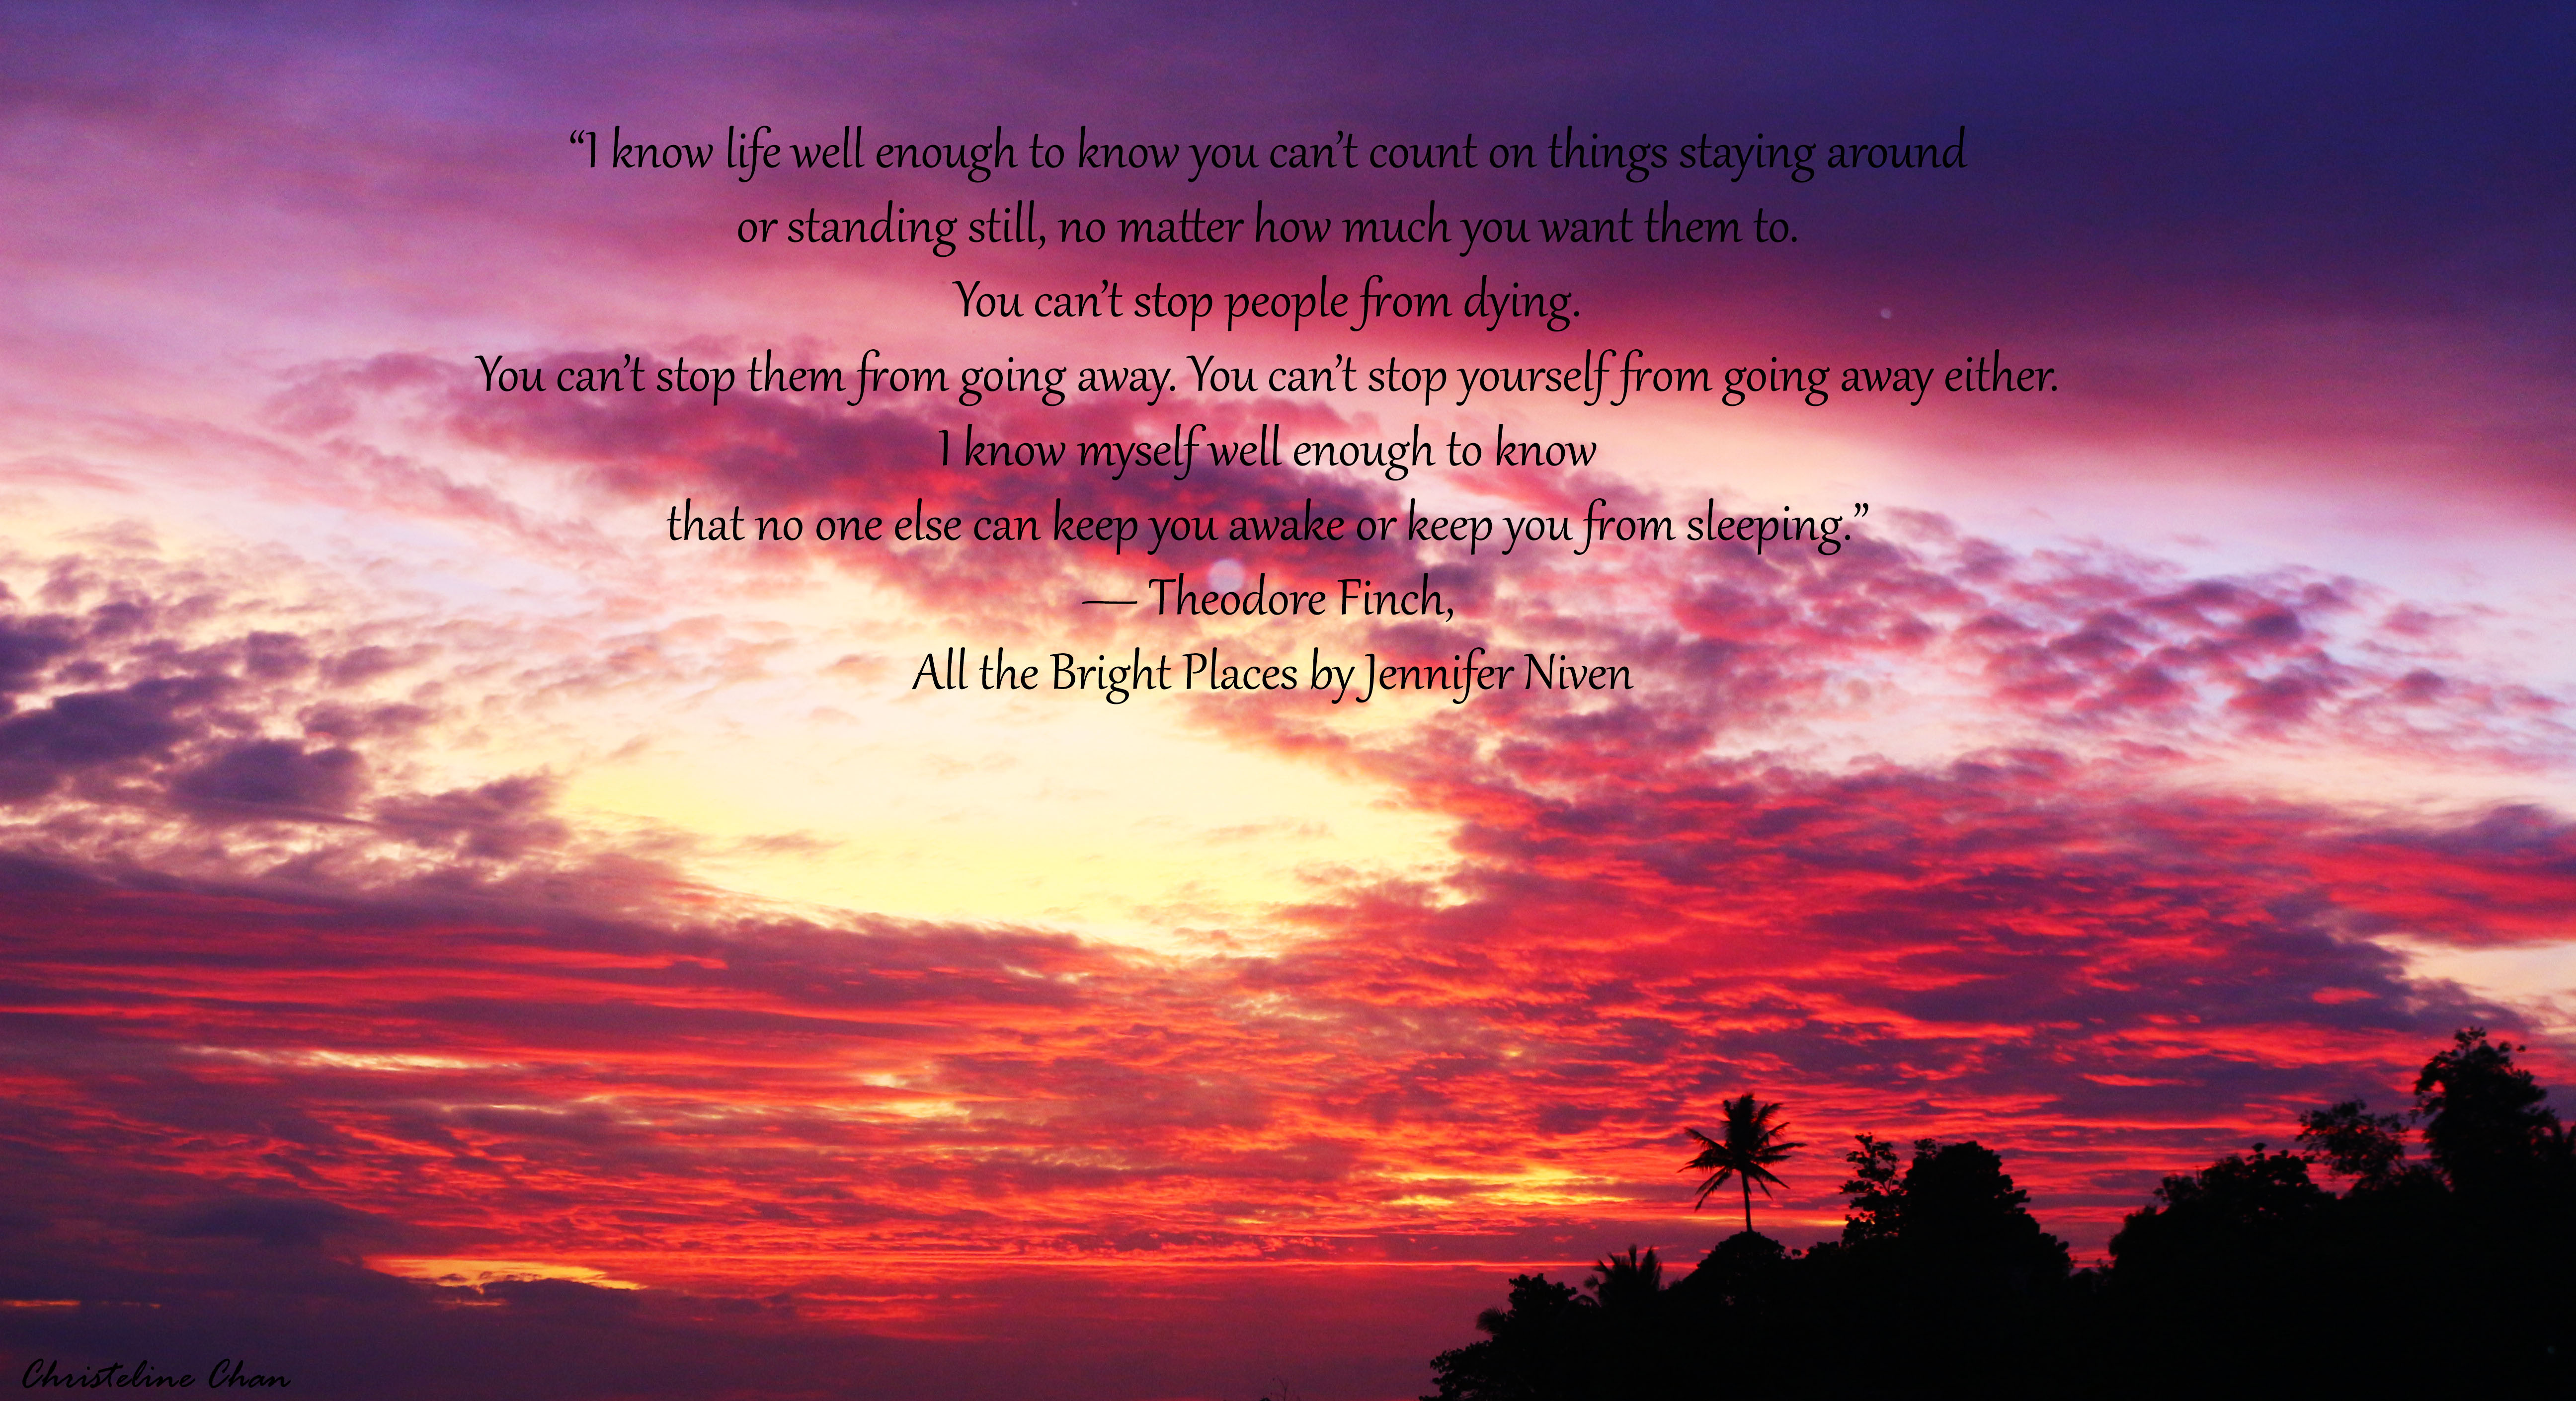 “I know life well enough to know you can’t count on things staying around
or standing still, no matter how much you want them to.
You can’t stop people from dying.
You can’t stop them from going away. You can’t stop yourself from going away either.
I know myself well enough to know
that no one else can keep you awake or keep you from sleeping.”
— Theodore Finch,
All the Bright Places by Jennifer Niven
Christeline Chan